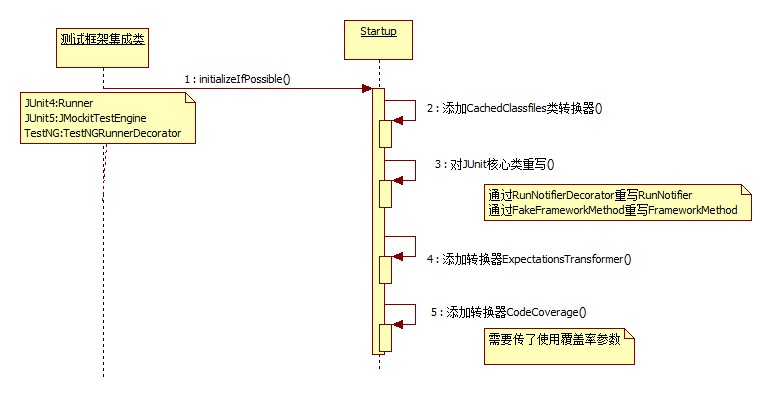 测试框架集成类
Startup
1 : initializeIfPossible()
JUnit4:Runner
JUnit5:JMockitTestEngine
TestNG:TestNGRunnerDecorator
2 : 添加CachedClassfiles类转换器()
3 : 对JUnit核心类重写()
通过RunNotifierDecorator重写RunNotifier
通过FakeFrameworkMethod重写FrameworkMethod
4 : 添加转换器ExpectationsTransformer()
5 : 添加转换器CodeCoverage()
需要传了使用覆盖率参数